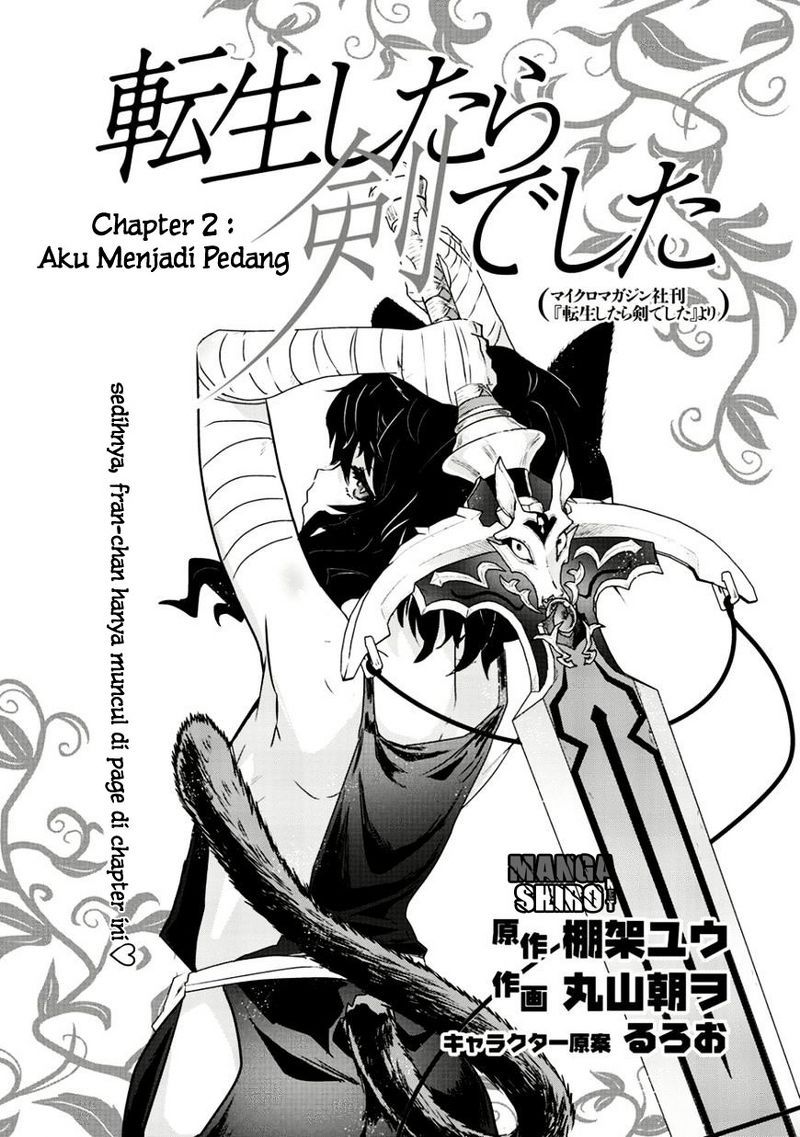 転生したら
剣でした
Chapter 2 :
Aku Menjadi Pedang
(マイクロマガジン社刊
『転生したら剣でした』より)
sedihnya, fran-chan hanya muncul di page di chapter ini♡
MANGA
SHIRO
原作 棚架ユウ
作画 丸山朝ヲ
キャラクター原案 るろお